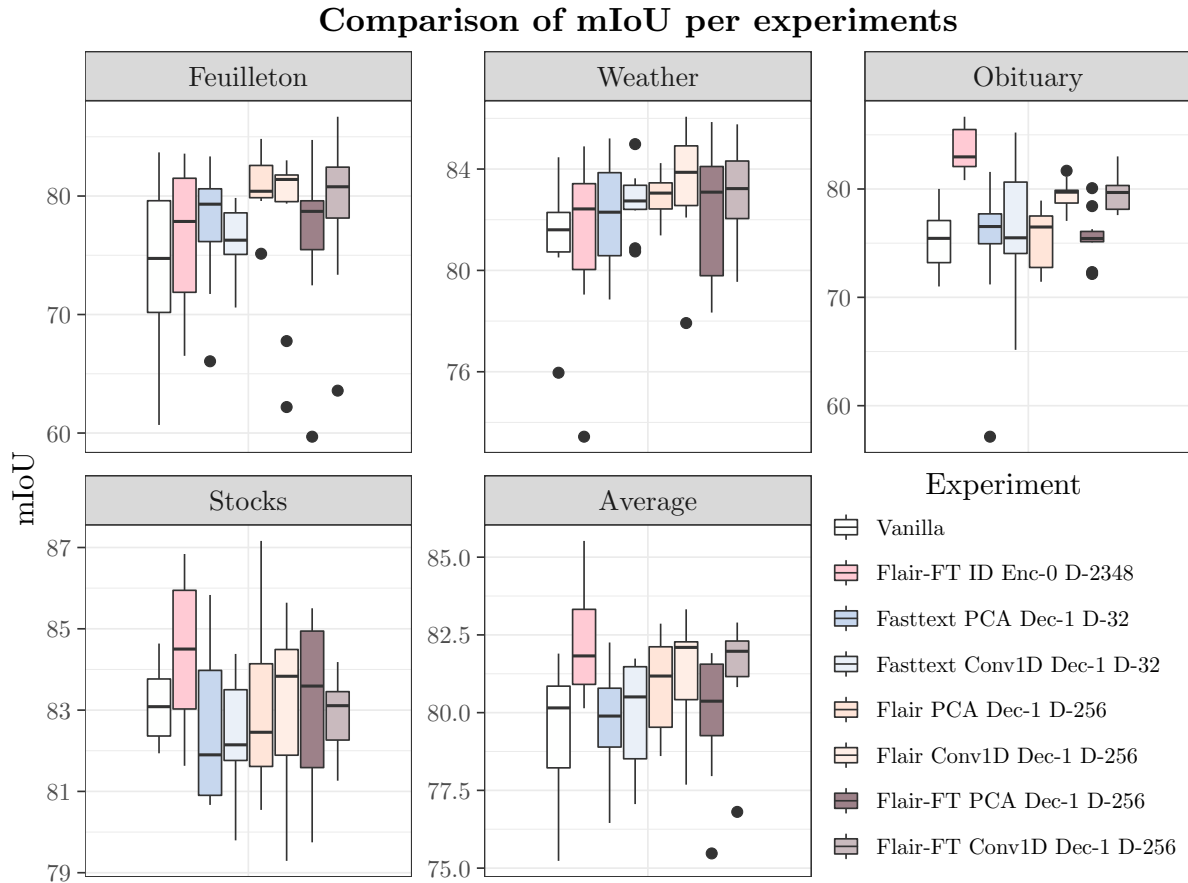 Comparison of mIoU per experiments
Feuilleton
Weather
Obituary
80
70
60
84
80
76
80
70
60
mIoU
Stocks
Average
Experiment
87
85
83
81
79
85.0
82.5
80.0
77.5
75.0
Vanilla
Flair-FT ID Enc-0 D-2348
Fasttext PCA Dec-1 D-32
Fasttext Conv1D Dec-1 D-32
Flair PCA Dec-1 D-256
Flair Conv1D Dec-1 D-256
Flair-FT PCA Dec-1 D-256
Flair-FT Conv1D Dec-1 D-256